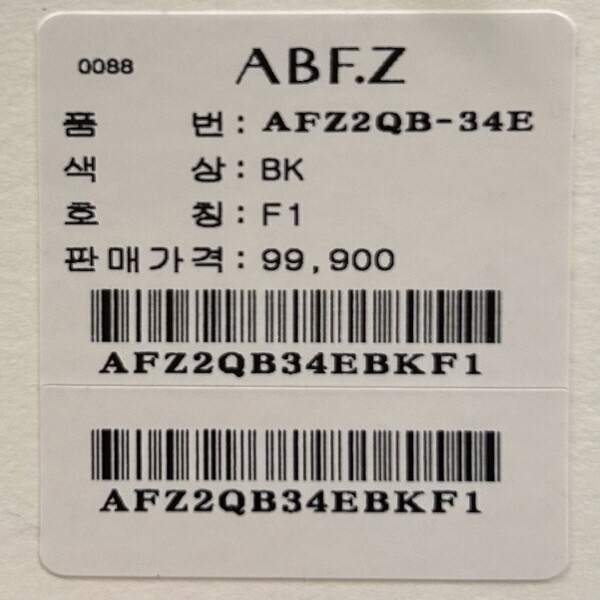 0088 ABF.Z
품 번 : AFZ2QB-34E
색 상 : BK
호 칭 : F1
판매가격 : 99,900
AFZ2QB34EBKF1
AFZ2QB34EBKF1